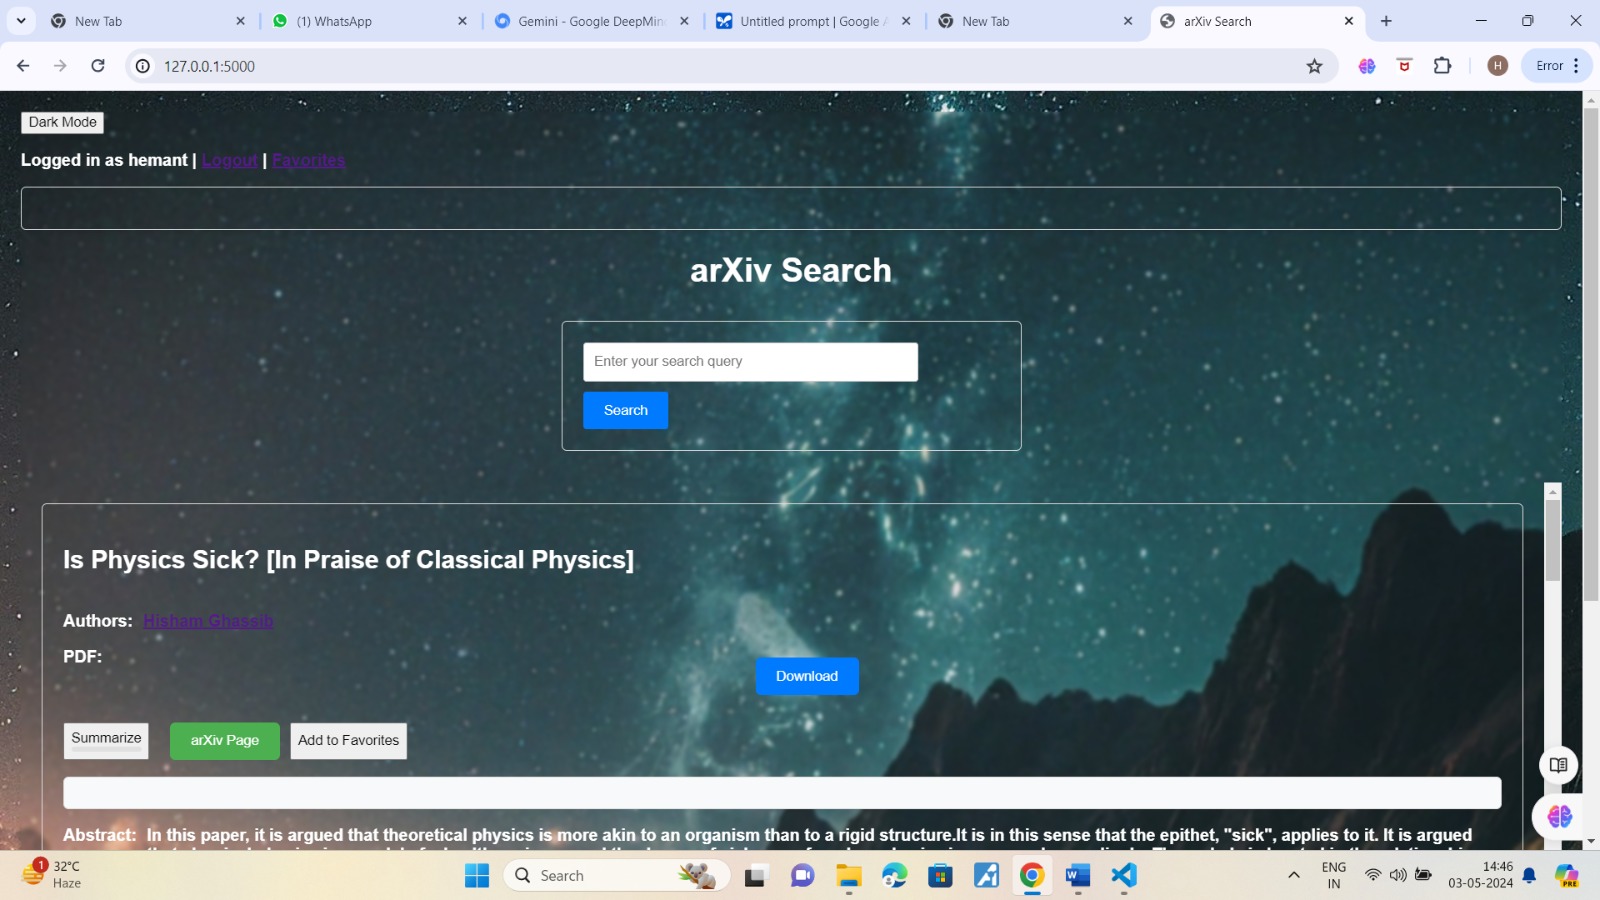 New Tab
(1) WhatsApp
Gemini - Google DeepMin
Untitled prompt | Google A
New Tab
arXiv Search
127.0.0.1:5000
H
Error
Dark Mode
Logged in as hemant | Logout | Favorites
arXiv Search
Enter your search query
Search
Is Physics Sick? [In Praise of Classical Physics]
Authors: Hisham Ghassib
PDF:
Download
Summarize
arXiv Page
Add to Favorites
Abstract: In this paper, it is argued that theoretical physics is more akin to an organism than to a rigid structure.It is in this sense that the epithet, "sick", applies to it. It is argued
1
32°C
Haze
Search
ENG
IN
14:46
03-05-2024
PRE